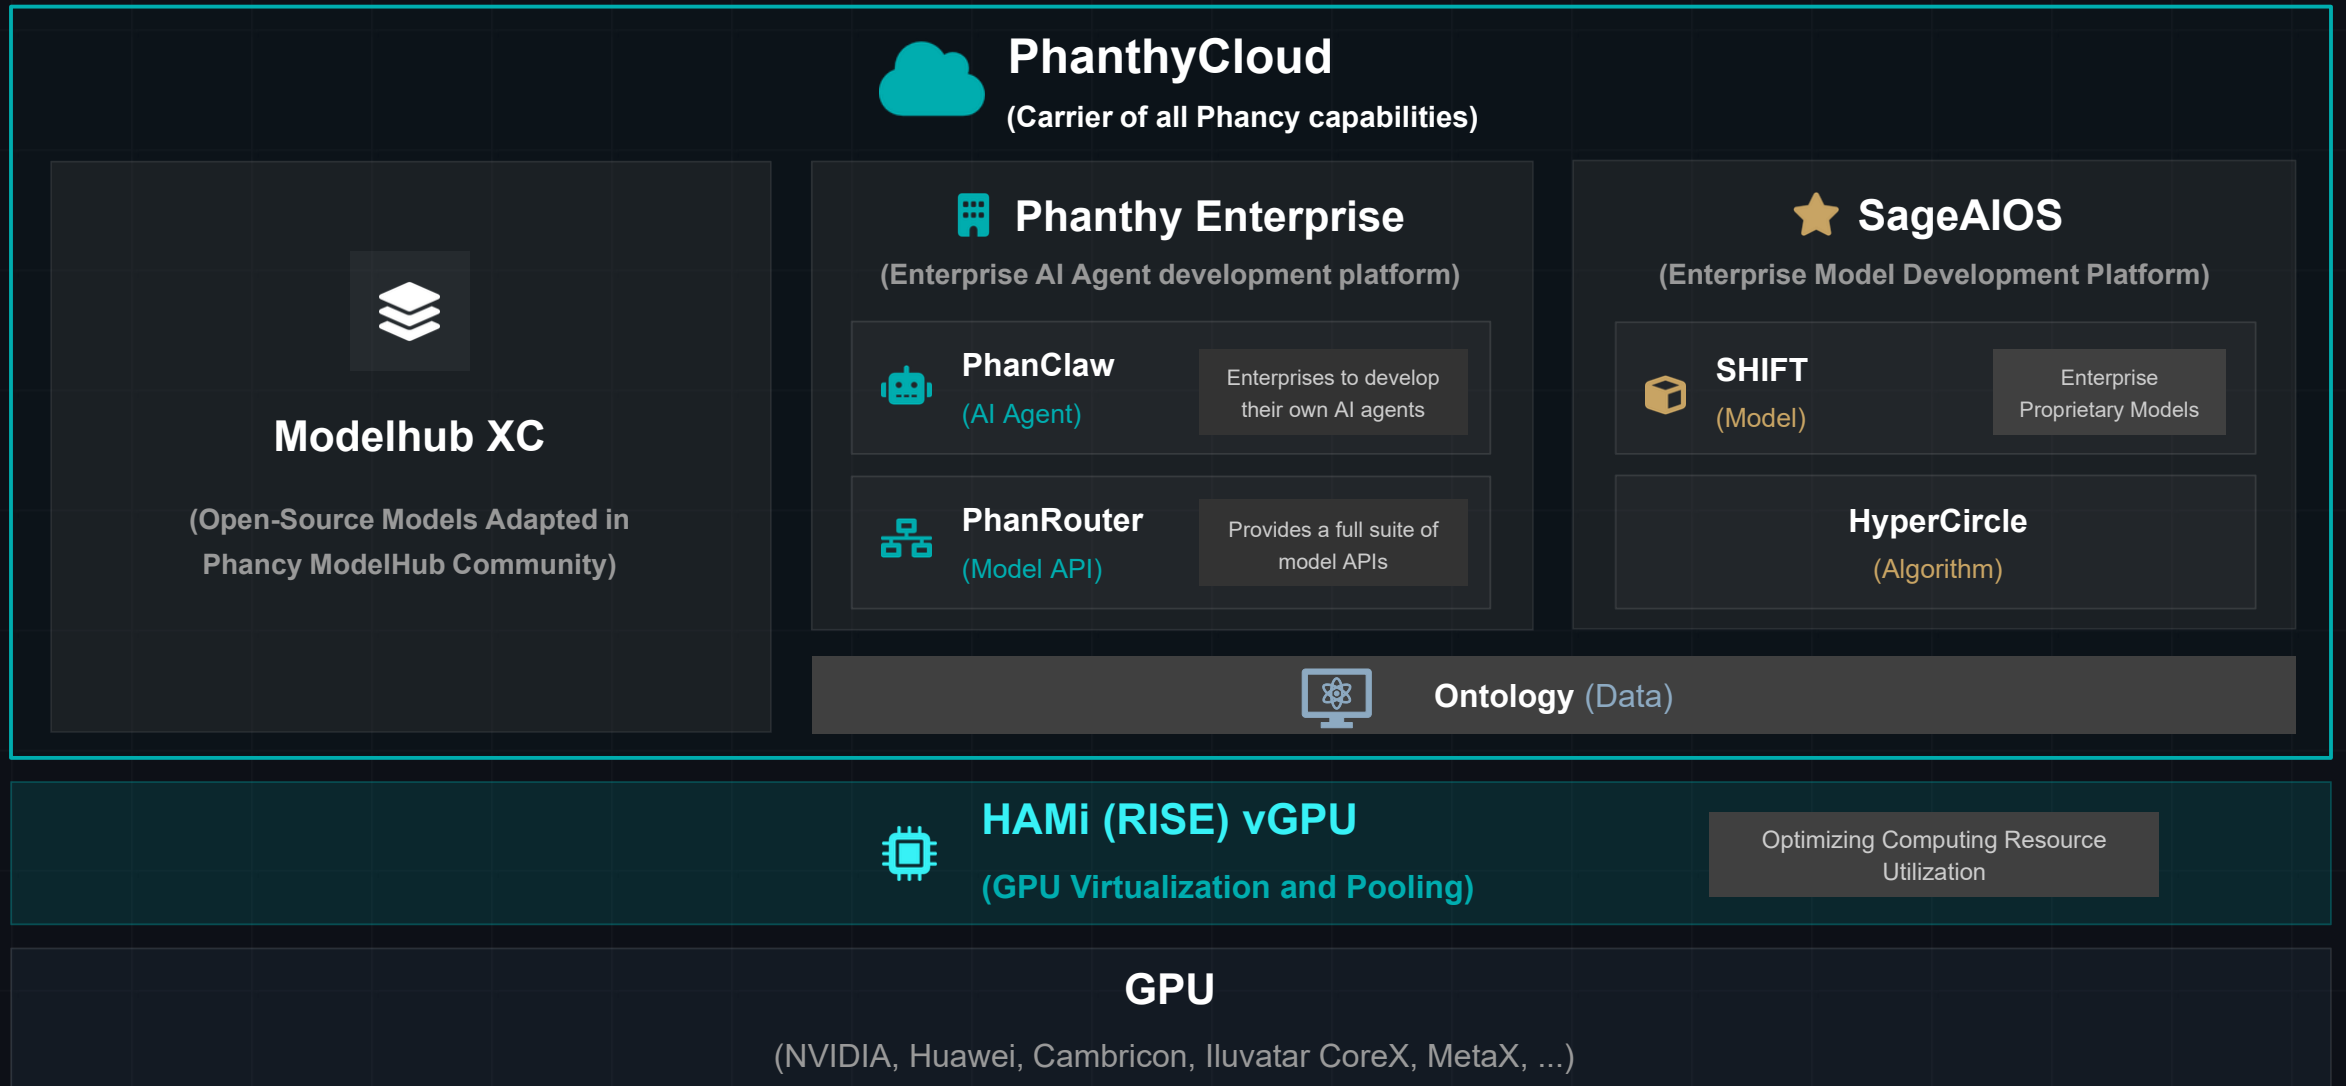 PhanthyCloud
(Carrier of all Phancy capabilities)
Modelhub XC
(Open-Source Models Adapted in
Phancy ModelHub Community)
Phanthy Enterprise
(Enterprise AI Agent development platform)
PhanClaw
(AI Agent)
Enterprises to develop
their own AI agents
PhanRouter
(Model API)
Provides a full suite of
model APIs
SageAIOS
(Enterprise Model Development Platform)
SHIFT
(Model)
Enterprise
Proprietary Models
HyperCircle
(Algorithm)
Ontology (Data)
HAMi (RISE) vGPU
(GPU Virtualization and Pooling)
Optimizing Computing Resource
Utilization
GPU
(NVIDIA, Huawei, Cambricon, Iluvatar CoreX, MetaX, ...)